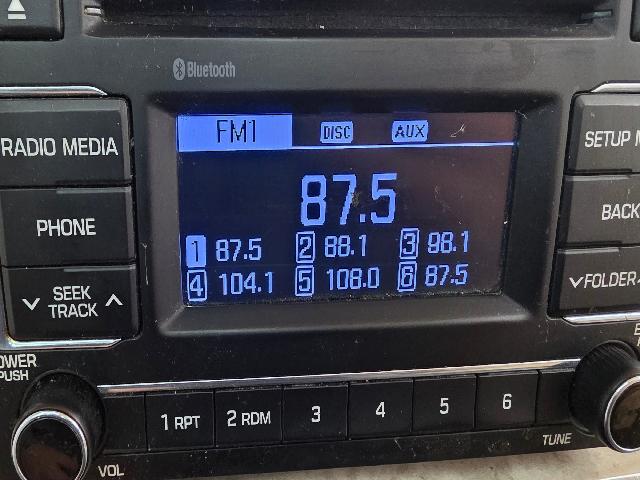 Bluetooth
FM1 DISC AUX
RADIO MEDIA
SETUP
87.5
PHONE
BACK
1 87.5 2 88.1 3 98.1
4 104.1 5 108.0 6 87.5
SEEK
TRACK
FOLDER
PUSH
1 RPT 2 RDM 3 4 5 6
VOL
TUNE